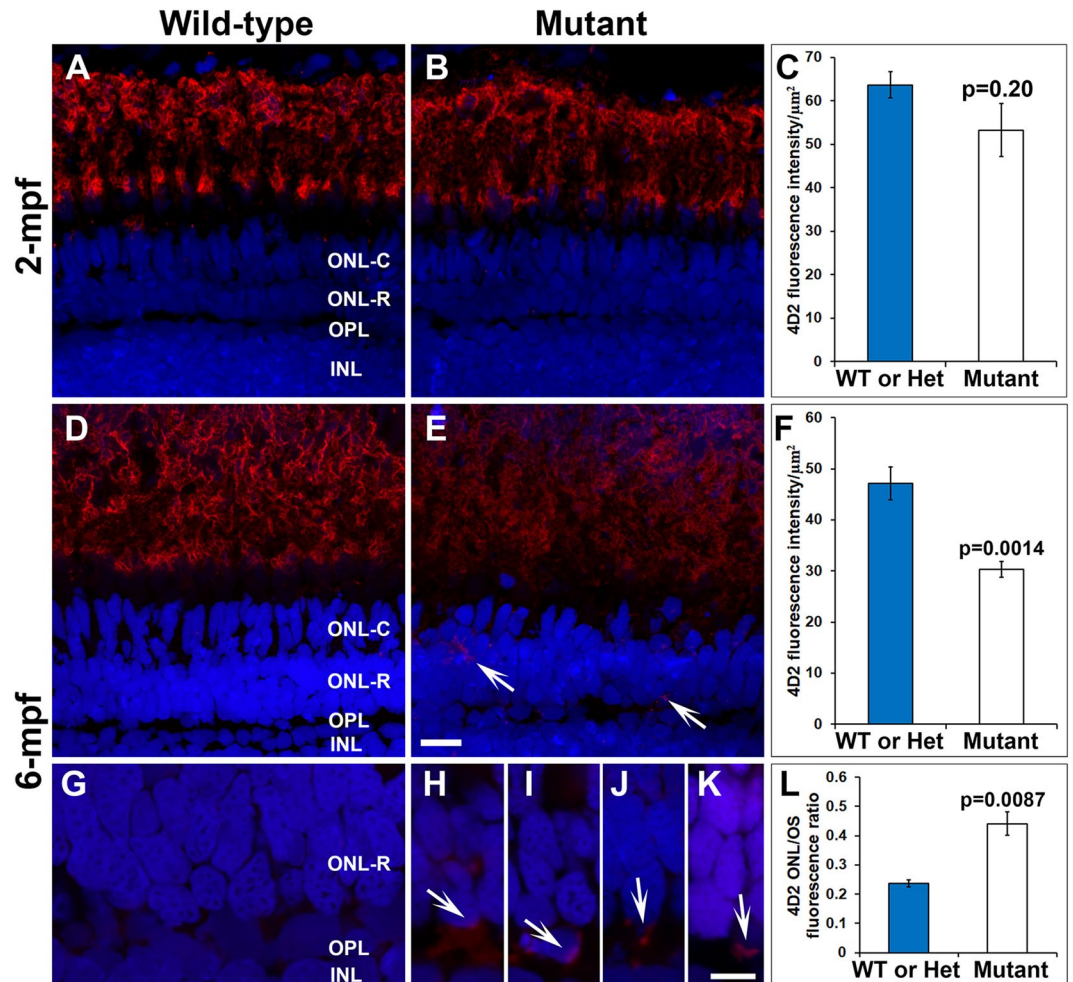 Wild-type
Mutant
2-mpf
A
ONL-C
ONL-R
OPL
INL
B
C
4D2 fluorescence intensity/µm²
70
60
50
40
30
20
10
0
p=0.20
WT or Het
Mutant
6-mpf
D
ONL-C
ONL-R
OPL
INL
E
F
4D2 fluorescence intensity/µm²
60
50
40
30
20
10
0
p=0.0014
WT or Het
Mutant
G
ONL-R
OPL
INL
H
I
J
K
L
4D2 ONL/OS
fluorescence ratio
0.6
0.5
0.4
0.3
0.2
0.1
0
p=0.0087
WT or Het
Mutant